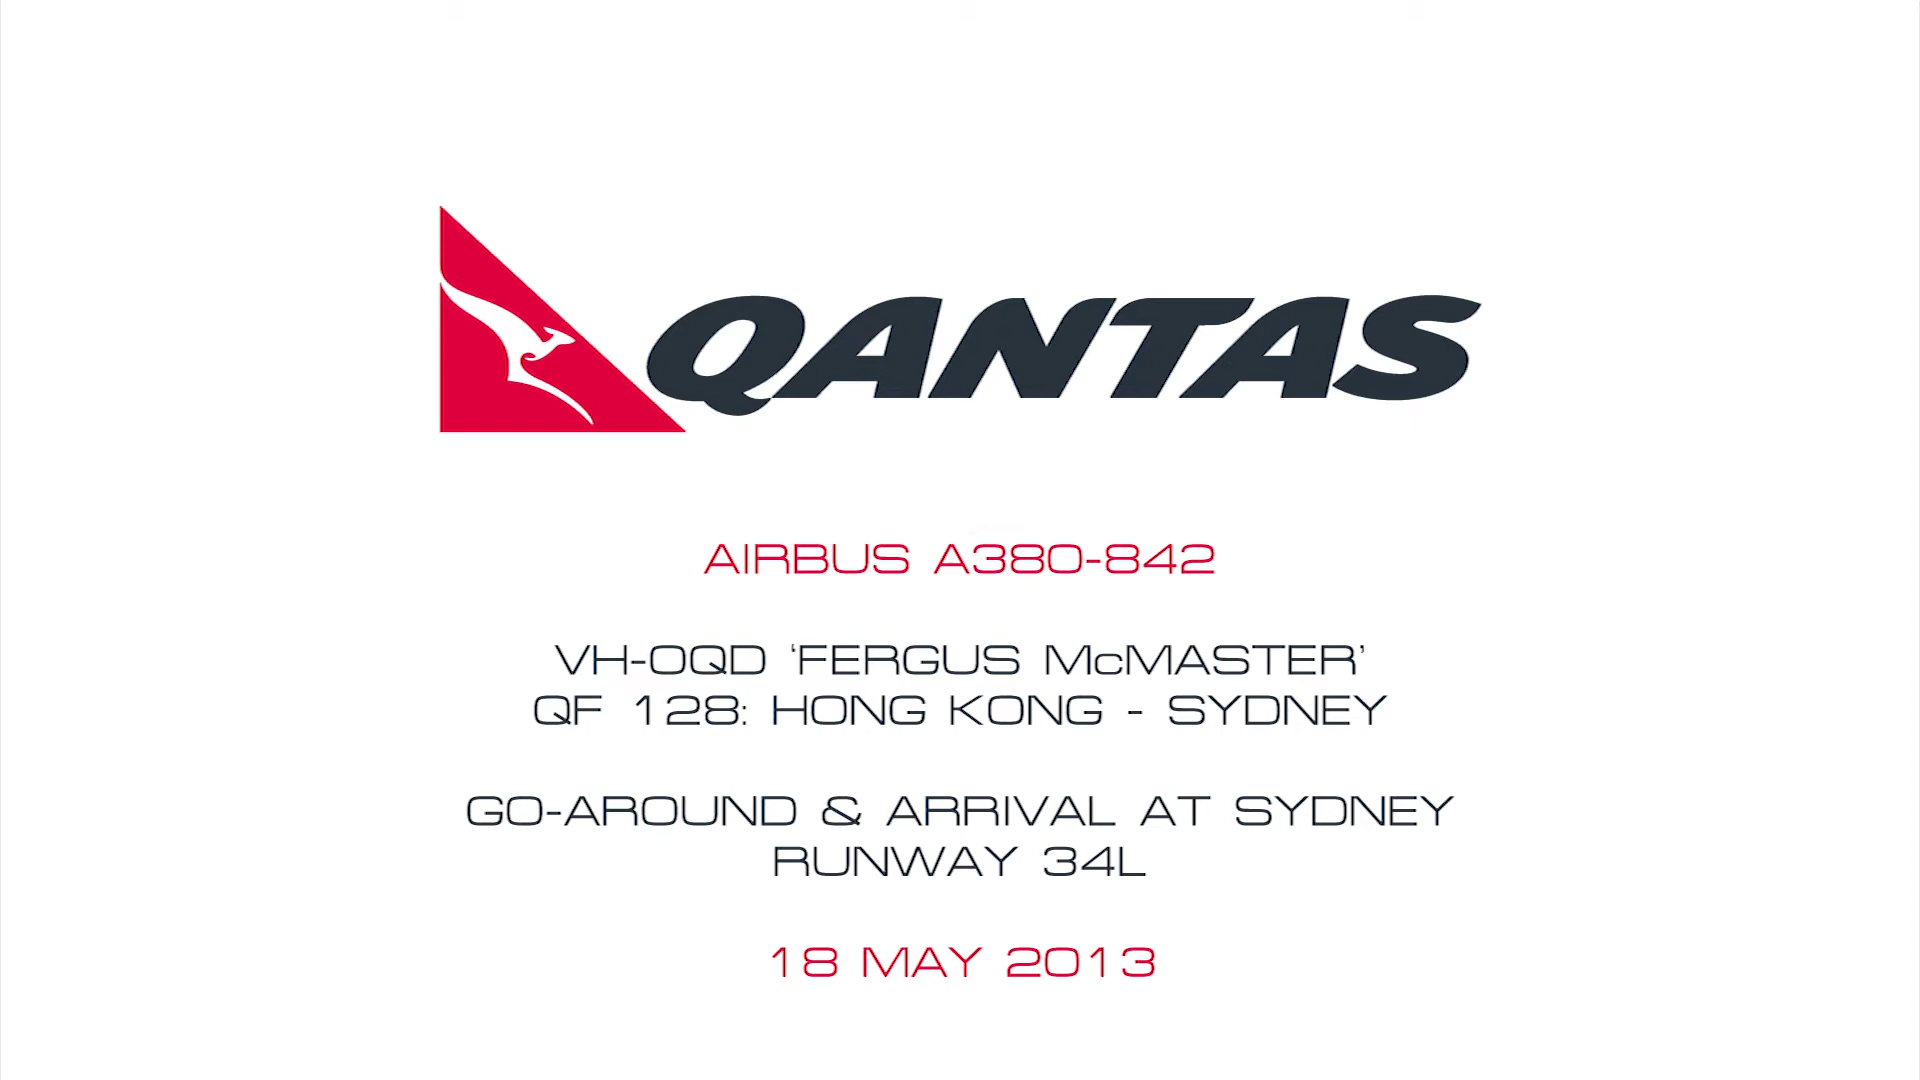 QANTAS
AIRBUS A380-842
VH-OQD ‘FERGUS McMASTER’
QF 128: HONG KONG - SYDNEY
GO-AROUND & ARRIVAL AT SYDNEY
RUNWAY 34L
18 MAY 2013